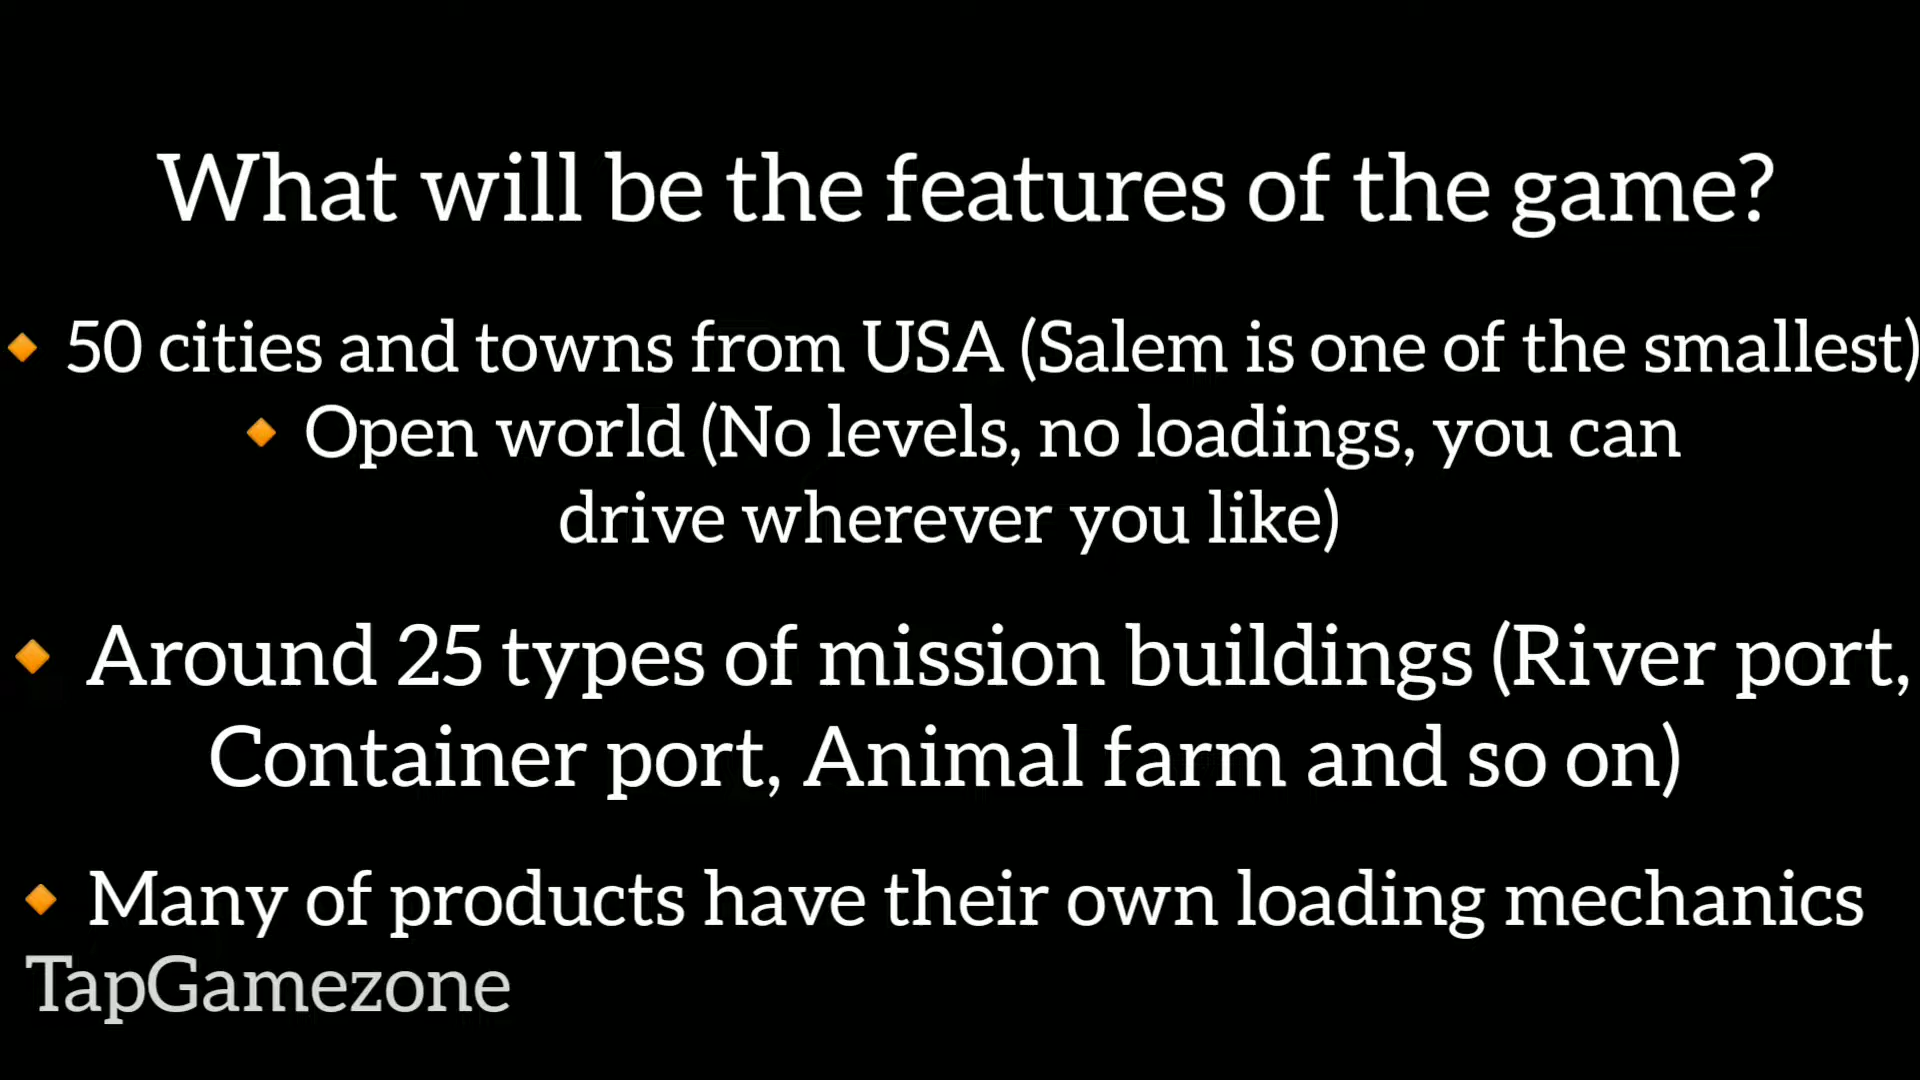 What will be the features of the game?
🔸 50 cities and towns from USA (Salem is one of the smallest)
🔸 Open world (No levels, no loadings, you can
drive wherever you like)
🔸 Around 25 types of mission buildings (River port,
Container port, Animal farm and so on)
🔸 Many of products have their own loading mechanics
TapGamezone